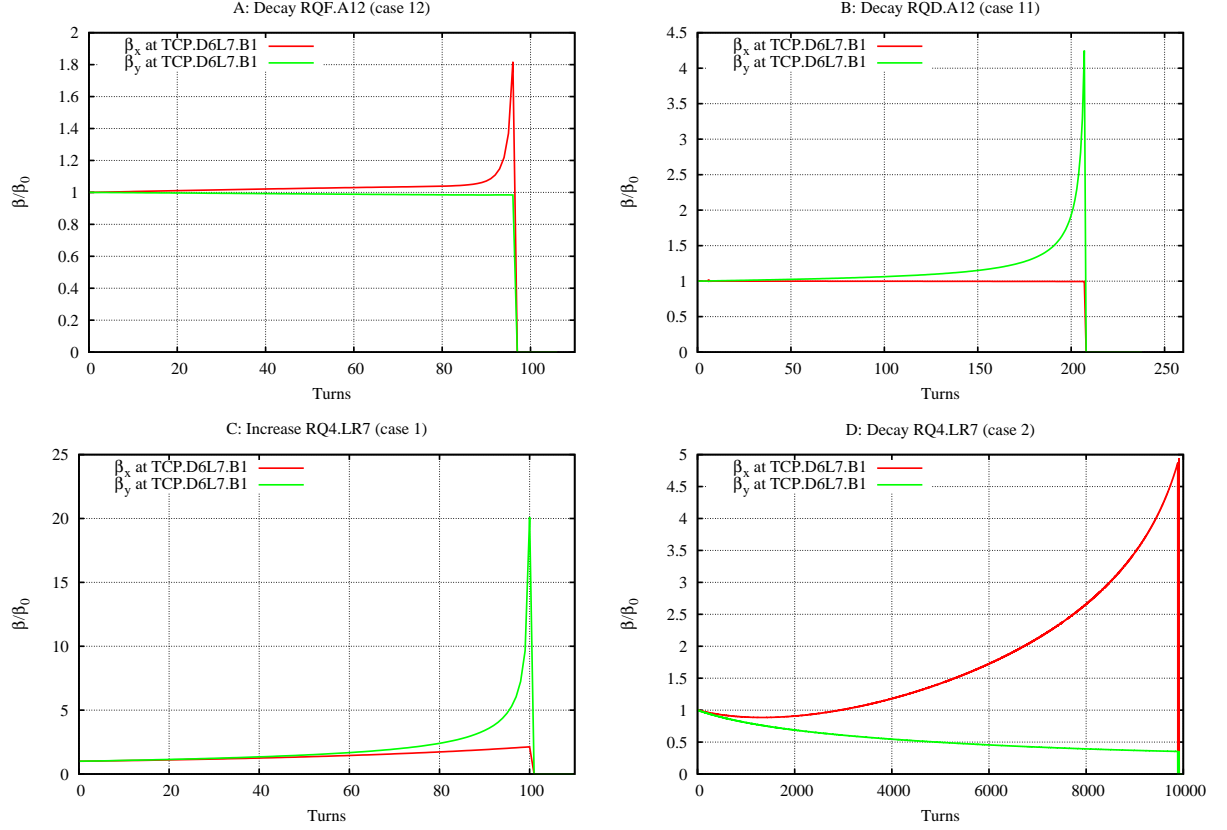 A: Decay RQF.A12 (case 12)
β/β0
2
1.8
1.6
1.4
1.2
1
0.8
0.6
0.4
0.2
0
βx at TCP.D6L7.B1
βy at TCP.D6L7.B1
0 20 40 60 80 100
Turns
B: Decay RQD.A12 (case 11)
β/β0
4.5
4
3.5
3
2.5
2
1.5
1
0.5
0
βx at TCP.D6L7.B1
βy at TCP.D6L7.B1
0 50 100 150 200 250
Turns
C: Increase RQ4.LR7 (case 1)
β/β0
25
20
15
10
5
0
βx at TCP.D6L7.B1
βy at TCP.D6L7.B1
0 20 40 60 80 100
Turns
D: Decay RQ4.LR7 (case 2)
β/β0
5
4.5
4
3.5
3
2.5
2
1.5
1
0.5
0
βx at TCP.D6L7.B1
βy at TCP.D6L7.B1
0 2000 4000 6000 8000 10000
Turns